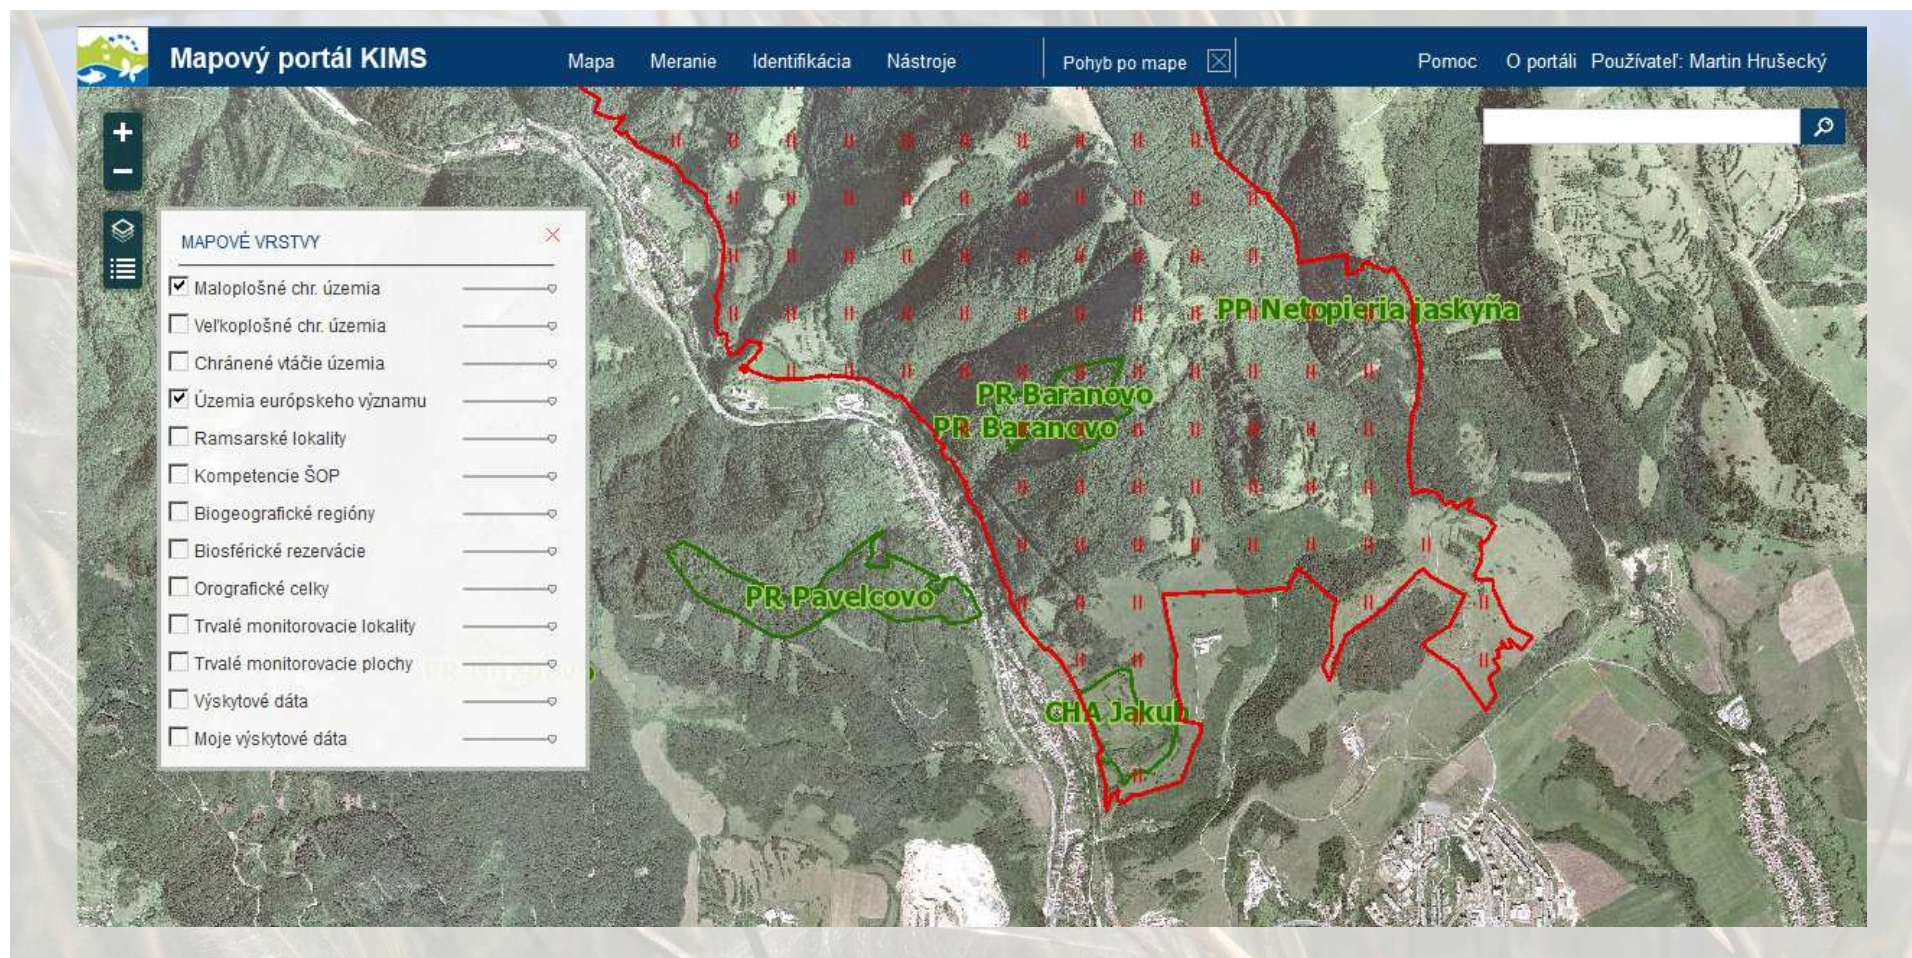 Mapový portál KIMS
Mapa Meranie Identifikácia Nástroje Pohyb po mape Pomoc O portáli Používateľ: Martin Hrušecký
MAPOVÉ VRSTVY
Maloplošné chr. územia
Veľkoplošné chr. územia
Chránené vtáčie územia
Územia európskeho významu
Ramsarské lokality
Kompetencie ŠOP
Biogeografické regióny
Biosférické rezervácie
Orografické celky
Trvalé monitorovacie lokality
Trvalé monitorovacie plochy
Výskytové dáta
Moje výskytové dáta
PP Netopieria jaskyňa
PR Baranovo
PR Baranovo
PR Pavelcovo
CHA Jakub